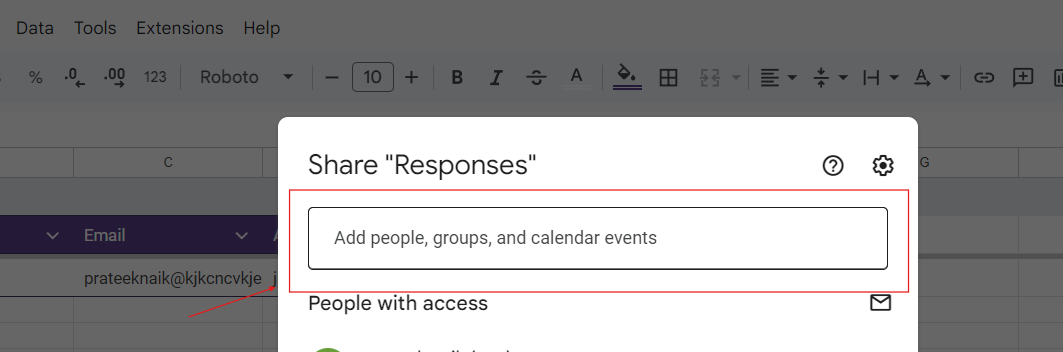 Data Tools Extensions Help
% .0 .00 123 Roboto 10 B I S A
Share "Responses"
C G
Add people, groups, and calendar events
Email
prateeknaik@kjkcncvkje
People with access